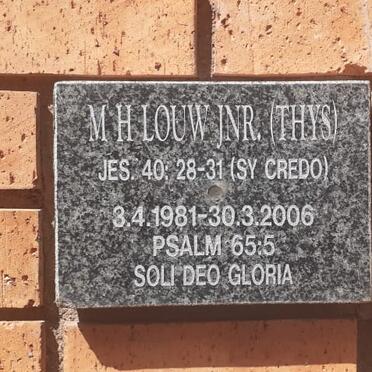 M H LOUW JNR. (THYS)
JES. 40: 28-31 (SY CREDO)
3.4.1981-30.3.2006
PSALM 65:5
SOLI DEO GLORIA